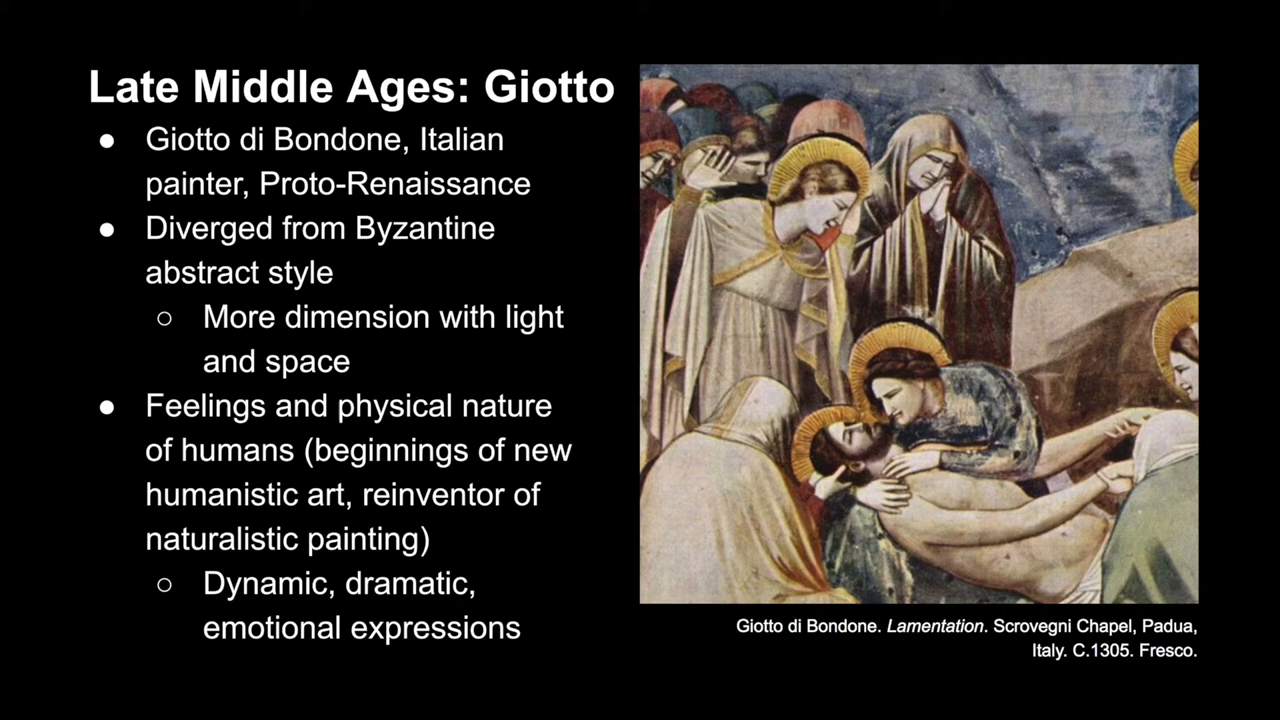 Late Middle Ages: Giotto
● Giotto di Bondone, Italian
painter, Proto-Renaissance
● Diverged from Byzantine
abstract style
○ More dimension with light
and space
● Feelings and physical nature
of humans (beginnings of new
humanistic art, reinventor of
naturalistic painting)
○ Dynamic, dramatic,
emotional expressions
Giotto di Bondone. Lamentation. Scrovegni Chapel, Padua,
Italy. C.1305. Fresco.